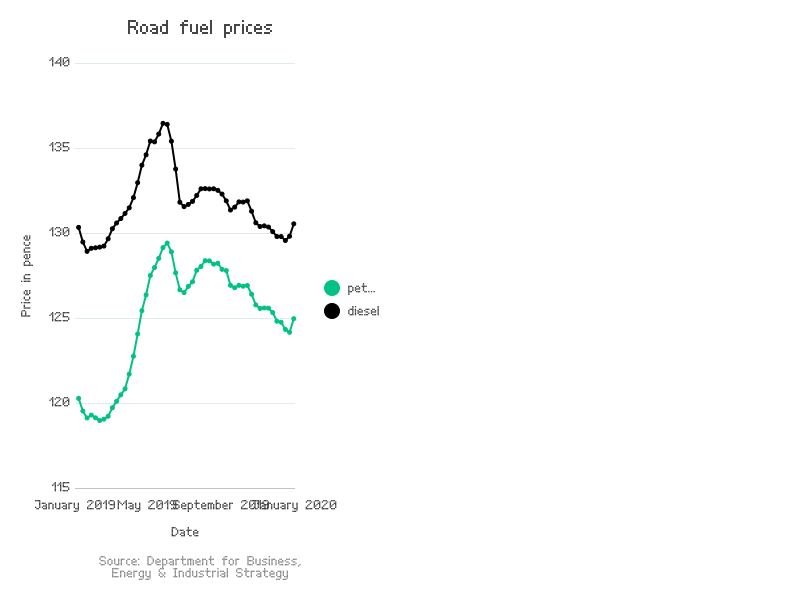 Road fuel prices
140
135
130
125
120
115
Price in pence
January 2019 May 2019 September 2019 January 2020
Date
pet...
diesel
Source: Department for Business,
Energy & Industrial Strategy